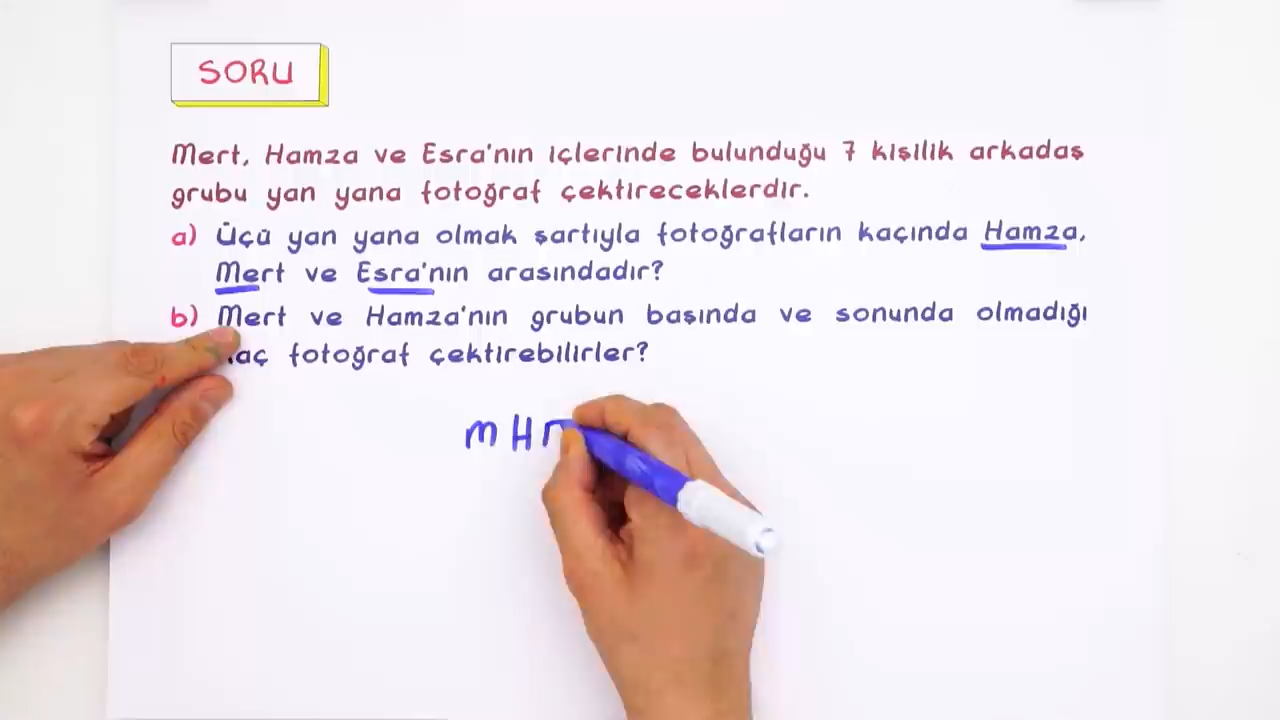 SORU
Mert, Hamza ve Esra'nın içlerinde bulunduğu 7 kişilik arkadaş
grubu yan yana fotoğraf çektireceklerdir.
a) Üçü yan yana olmak şartıyla fotoğrafların kaçında Hamza,
Mert ve Esra'nın arasındadır?
b) Mert ve Hamza'nın grubun başında ve sonunda olmadığı
fotoğraf çektirebilirler?
M H